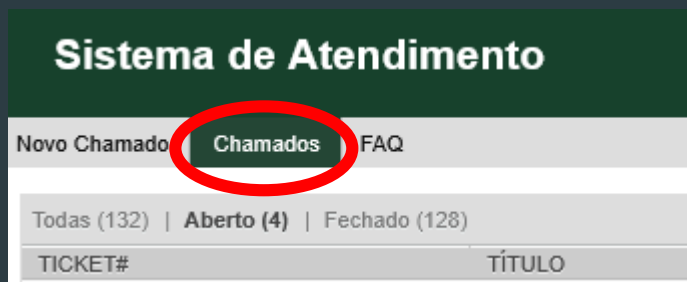 Sistema de Atendimento
Novo Chamado Chamados FAQ
Todas (132) | Aberto (4) | Fechado (128)
TICKET# TÍTULO